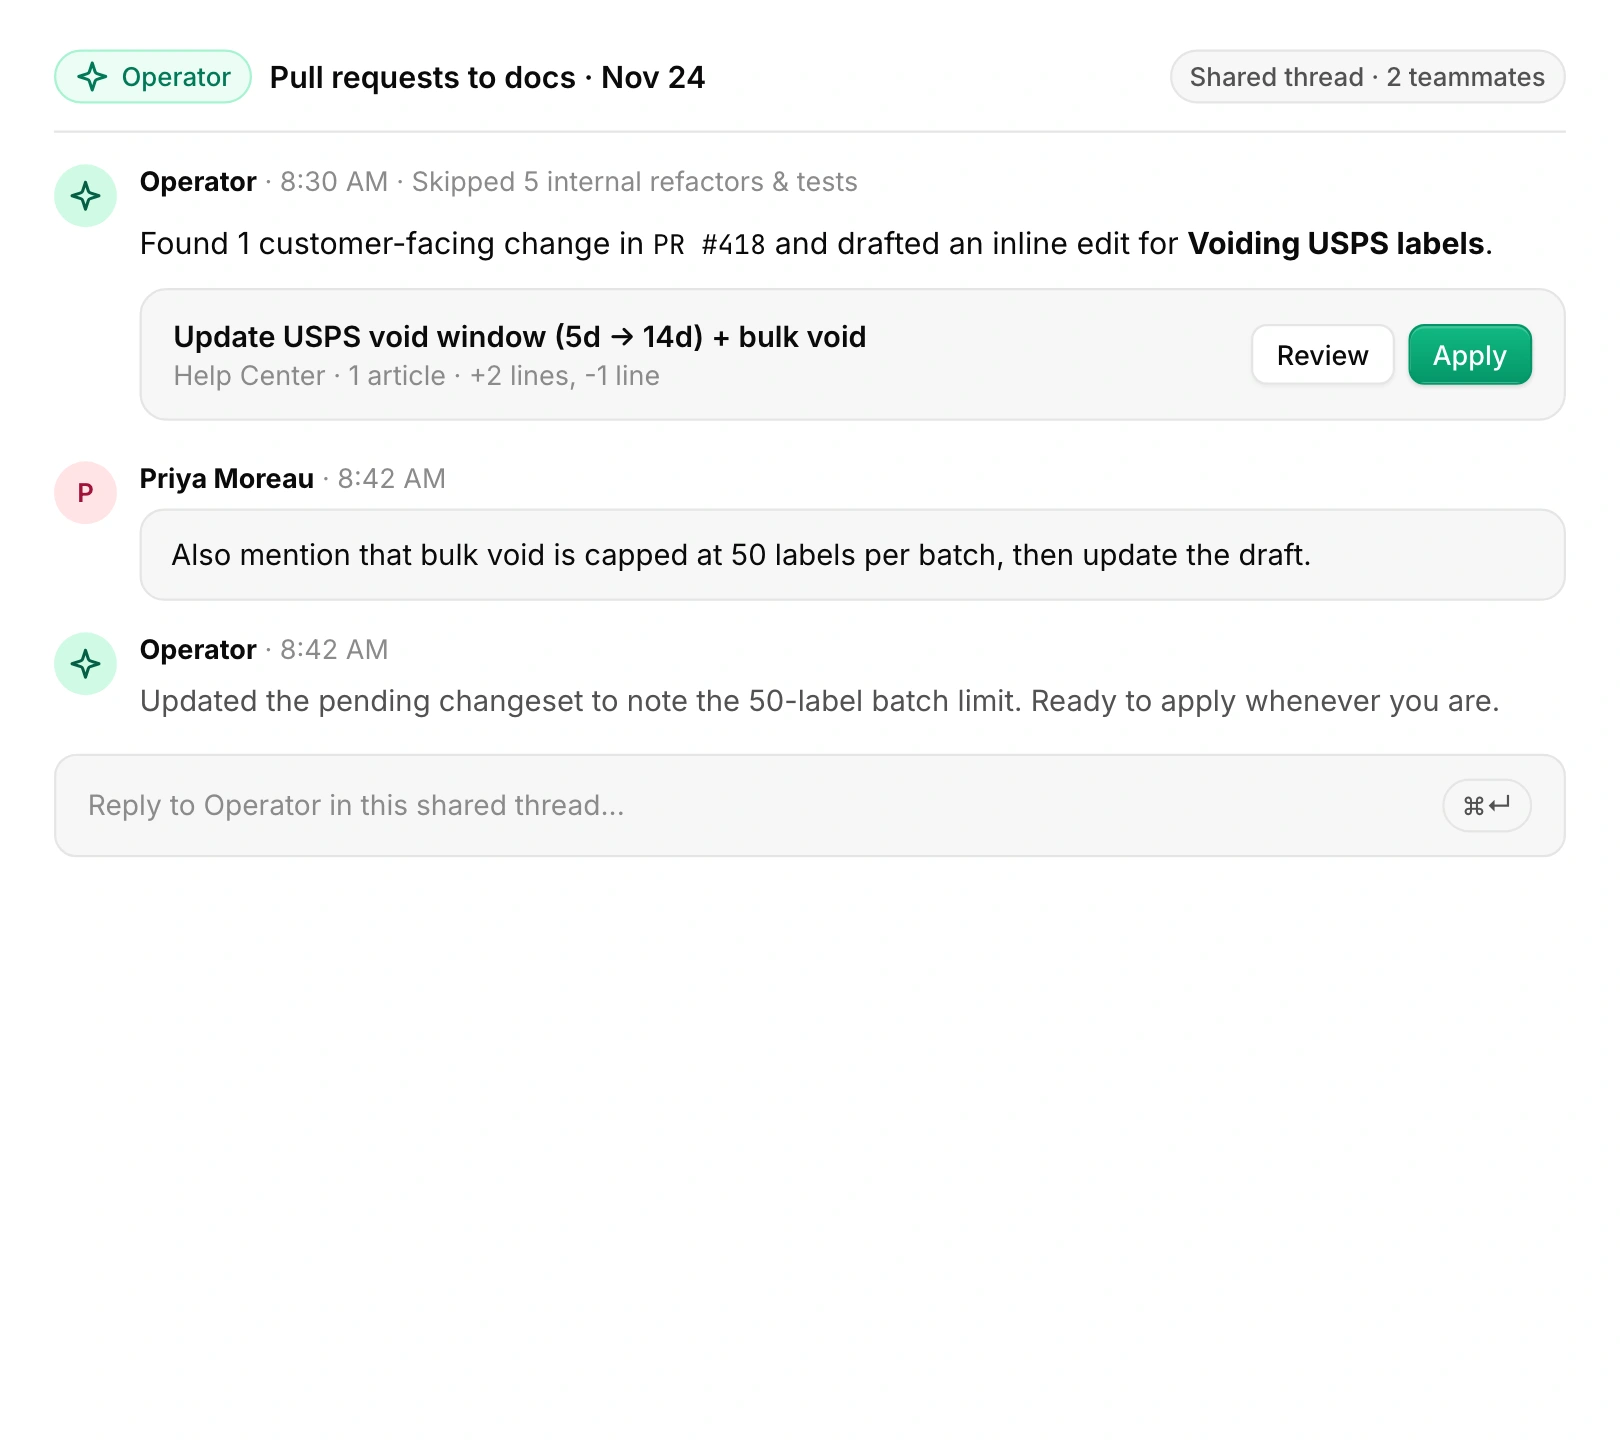 Operator Pull requests to docs · Nov 24 Shared thread · 2 teammates
Operator · 8:30 AM · Skipped 5 internal refactors & tests
Found 1 customer-facing change in PR #418 and drafted an inline edit for Voiding USPS labels.
Update USPS void window (5d → 14d) + bulk void
Help Center · 1 article · +2 lines, -1 line
Review Apply
P
Priya Moreau · 8:42 AM
Also mention that bulk void is capped at 50 labels per batch, then update the draft.
Operator · 8:42 AM
Updated the pending changeset to note the 50-label batch limit. Ready to apply whenever you are.
Reply to Operator in this shared thread... ⌘↵